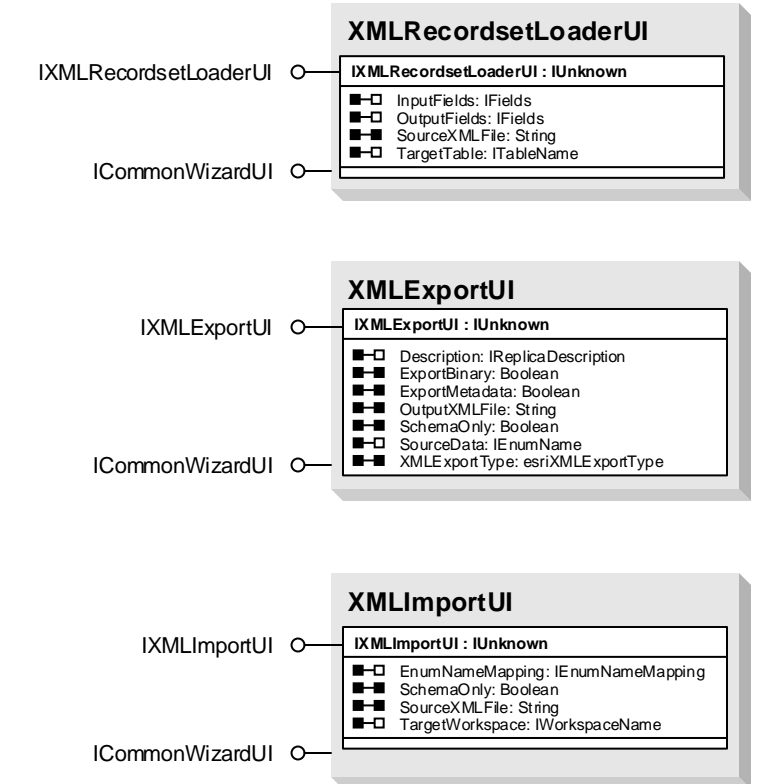 XMLRecordsetLoaderUI
IXMLRecordsetLoaderUI
IXMLRecordsetLoaderUI : IUnknown
InputFields: IFields
OutputFields: IFields
SourceXMLFile: String
TargetTable: ITableName
ICommonWizardUI
XMLExportUI
IXMLExportUI
IXMLExportUI : IUnknown
Description: IReplicaDescription
ExportBinary: Boolean
ExportMetadata: Boolean
OutputXMLFile: String
SchemaOnly: Boolean
SourceData: IEnumName
XMLExportType: esriXMLExportType
ICommonWizardUI
XMLImportUI
IXMLImportUI
IXMLImportUI : IUnknown
EnumNameMapping: IEnumNameMapping
SchemaOnly: Boolean
SourceXMLFile: String
TargetWorkspace: IWorkspaceName
ICommonWizardUI